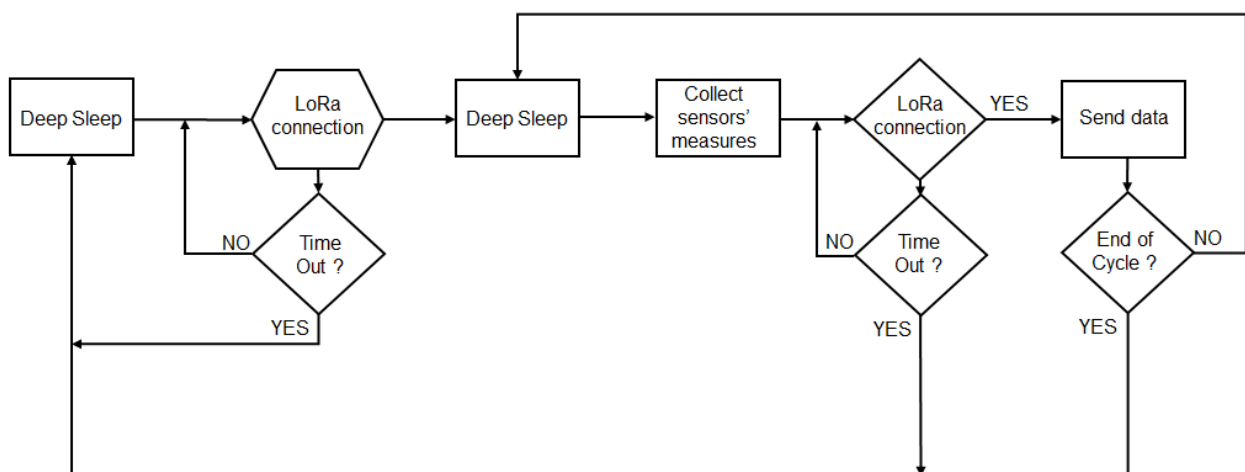 Deep Sleep
LoRa
connection
Time
Out ?
NO
YES
Deep Sleep
Collect
sensors'
measures
LoRa
connection
YES
Time
Out ?
NO
YES
Send data
End of
Cycle ?
NO
YES